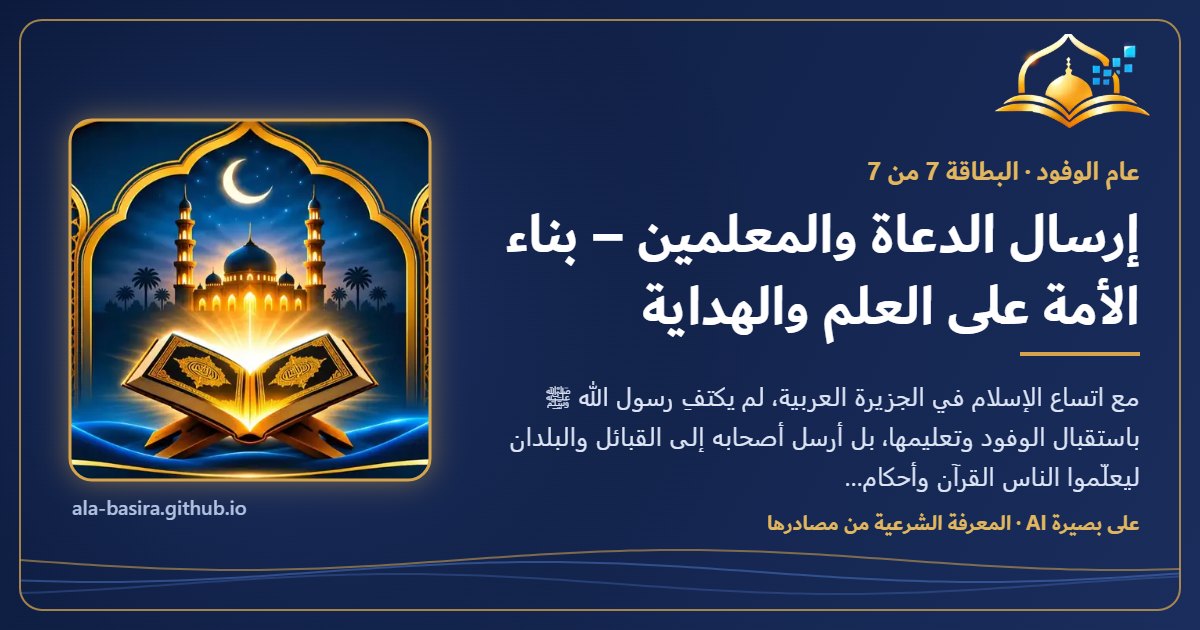 عام الوفود · البطاقة 7 من 7
إرسال الدعاة والمعلمين – بناء
الأمة على العلم والهداية
مع اتساع الإسلام في الجزيرة العربية، لم يكتفِ رسول الله ﷺ
باستقبال الوفود وتعليمها، بل أرسل أصحابه إلى القبائل والبلدان
ليعلّموا الناس القرآن وأحكام...
على بصيرة AI · المعرفة الشرعية من مصادرها
ala-basira.github.io